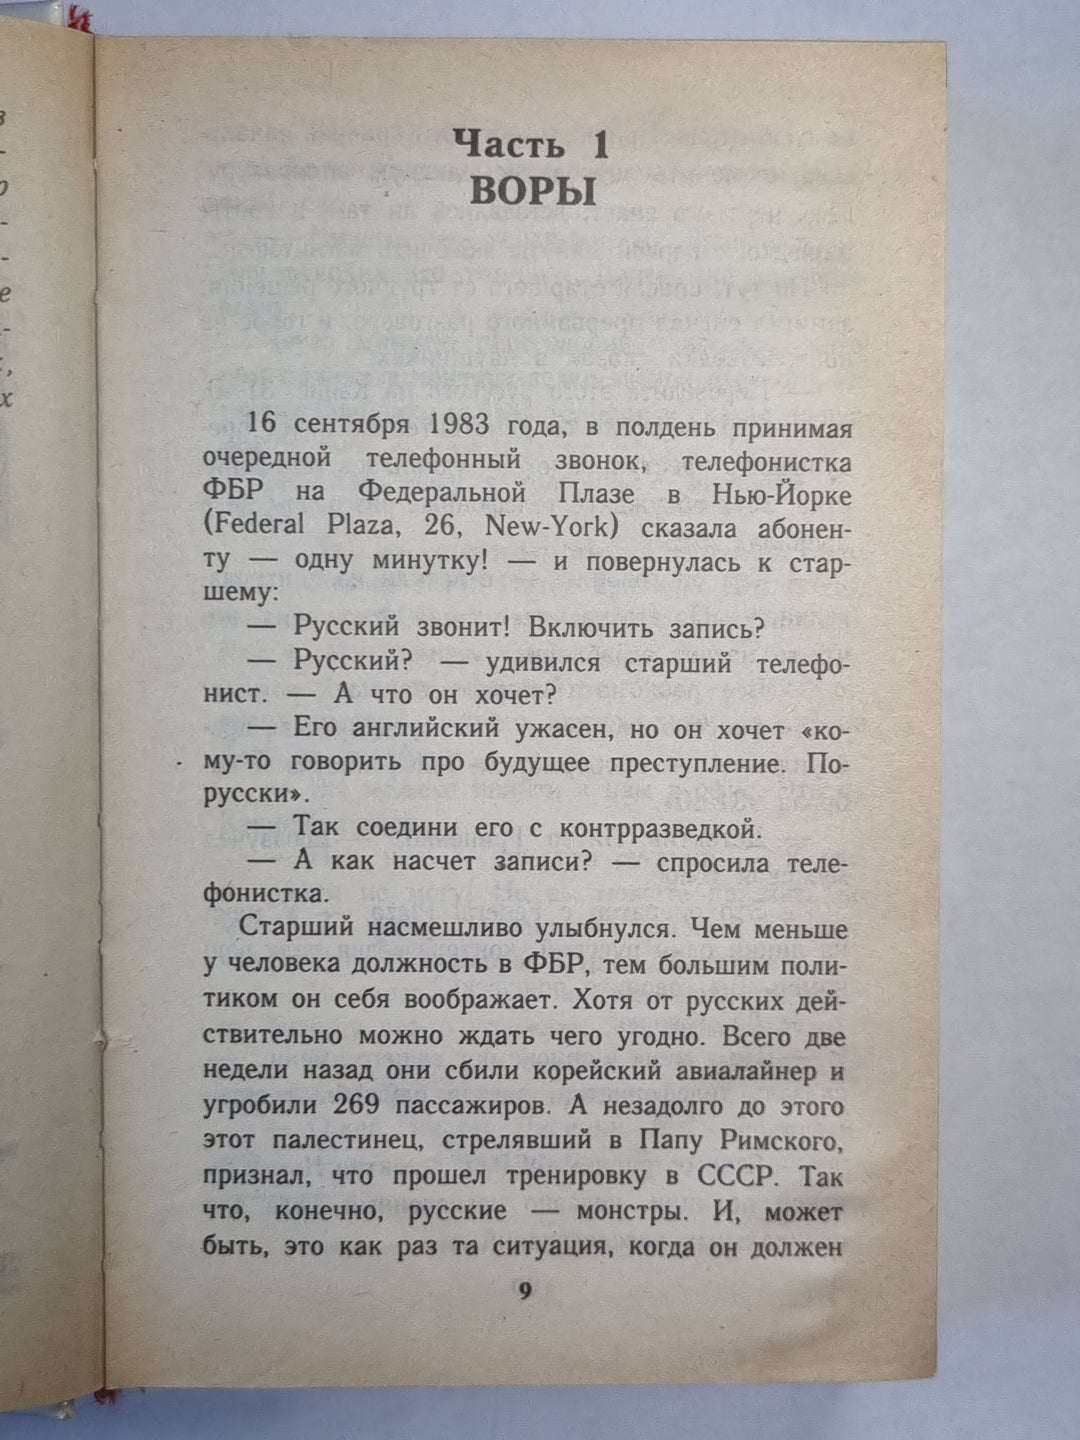 Часть 1
ВОРЫ
16 сентября 1983 года, в полдень принимая
очередной телефонный звонок, телефонистка
ФБР на Федеральной Плазе в Нью-Йорке
(Federal Plaza, 26, New-York) сказала абонен-
ту — одну минутку! — и повернулась к стар-
шему:
— Русский звонит! Включить запись?
— Русский? — удивился старший телефо-
нист. — А что он хочет?
— Его английский ужасен, но он хочет «ко-
му-то говорить про будущее преступление. По-
русски».
— Так соедини его с контрразведкой.
— А как насчет записи? — спросила теле-
фонистка.
Старший насмешливо улыбнулся. Чем меньше
у человека должность в ФБР, тем большим поли-
тиком он себя воображает. Хотя от русских дей-
ствительно можно ждать чего угодно. Всего две
недели назад они сбили корейский авиалайнер и
угробили 269 пассажиров. А незадолго до этого
этот палестинец, стрелявший в Папу Римского,
признал, что прошел тренировку в СССР. Так
что, конечно, русские — монстры. И, может
быть, это как раз та ситуация, когда он должен
9